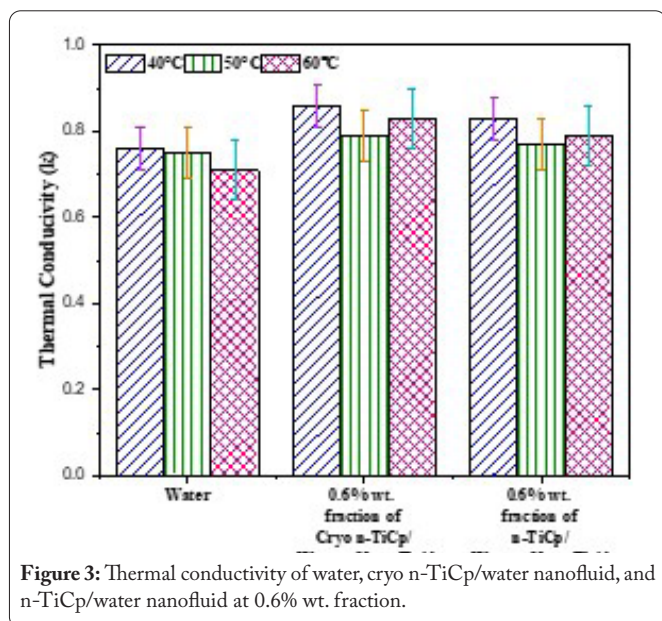 1.0
40°C 50°C 60°C
0.8
0.6
0.4
0.2
0.0
Thermal Conductivity (k)
Water
0.6% wt.
fraction of
Cryo n-TiCp/
0.6% wt.
fraction of
n-TiCp/
Figure 3: Thermal conductivity of water, cryo n-TiCp/water nanofluid, and
n-TiCp/water nanofluid at 0.6% wt. fraction.